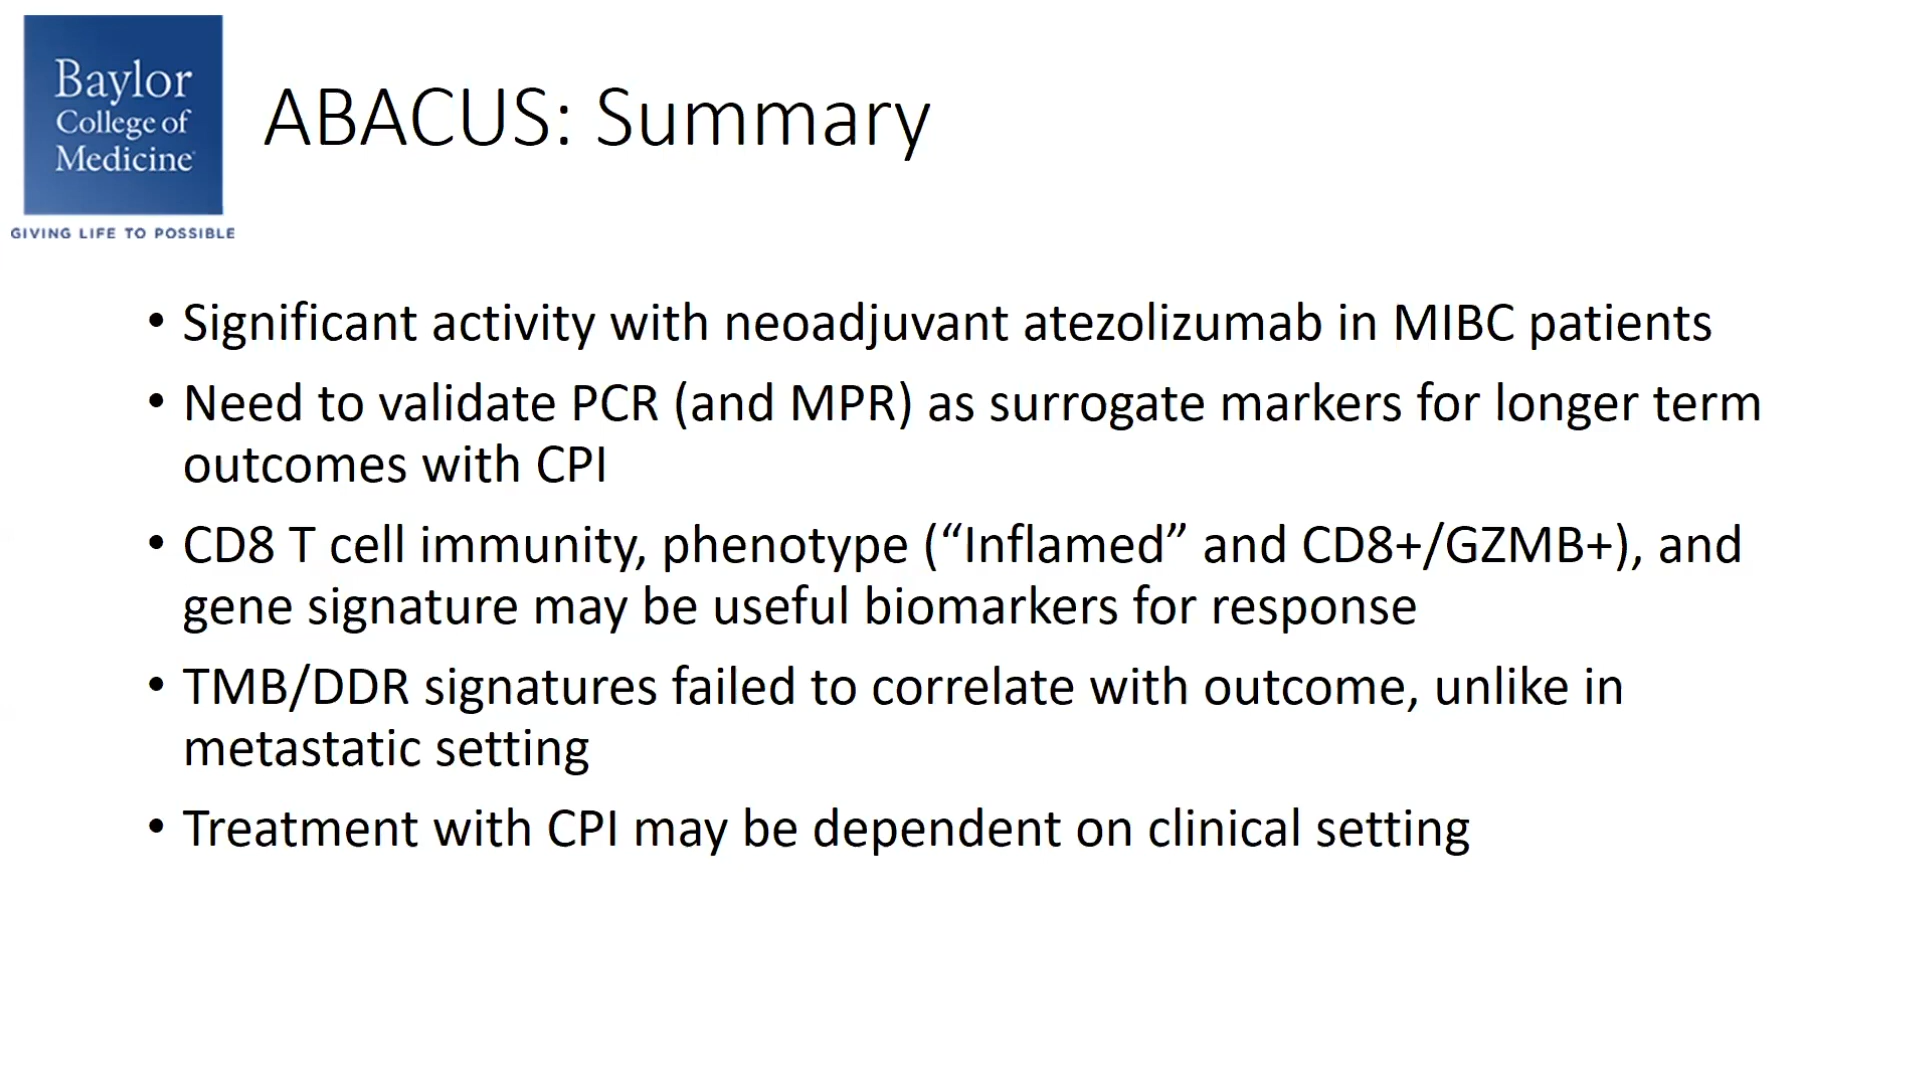 Baylor
College of
Medicine
GIVING LIFE TO POSSIBLE
ABACUS: Summary
• Significant activity with neoadjuvant atezolizumab in MIBC patients
• Need to validate PCR (and MPR) as surrogate markers for longer term
outcomes with CPI
• CD8 T cell immunity, phenotype (“Inflamed” and CD8+/GZMB+), and
gene signature may be useful biomarkers for response
• TMB/DDR signatures failed to correlate with outcome, unlike in
metastatic setting
• Treatment with CPI may be dependent on clinical setting